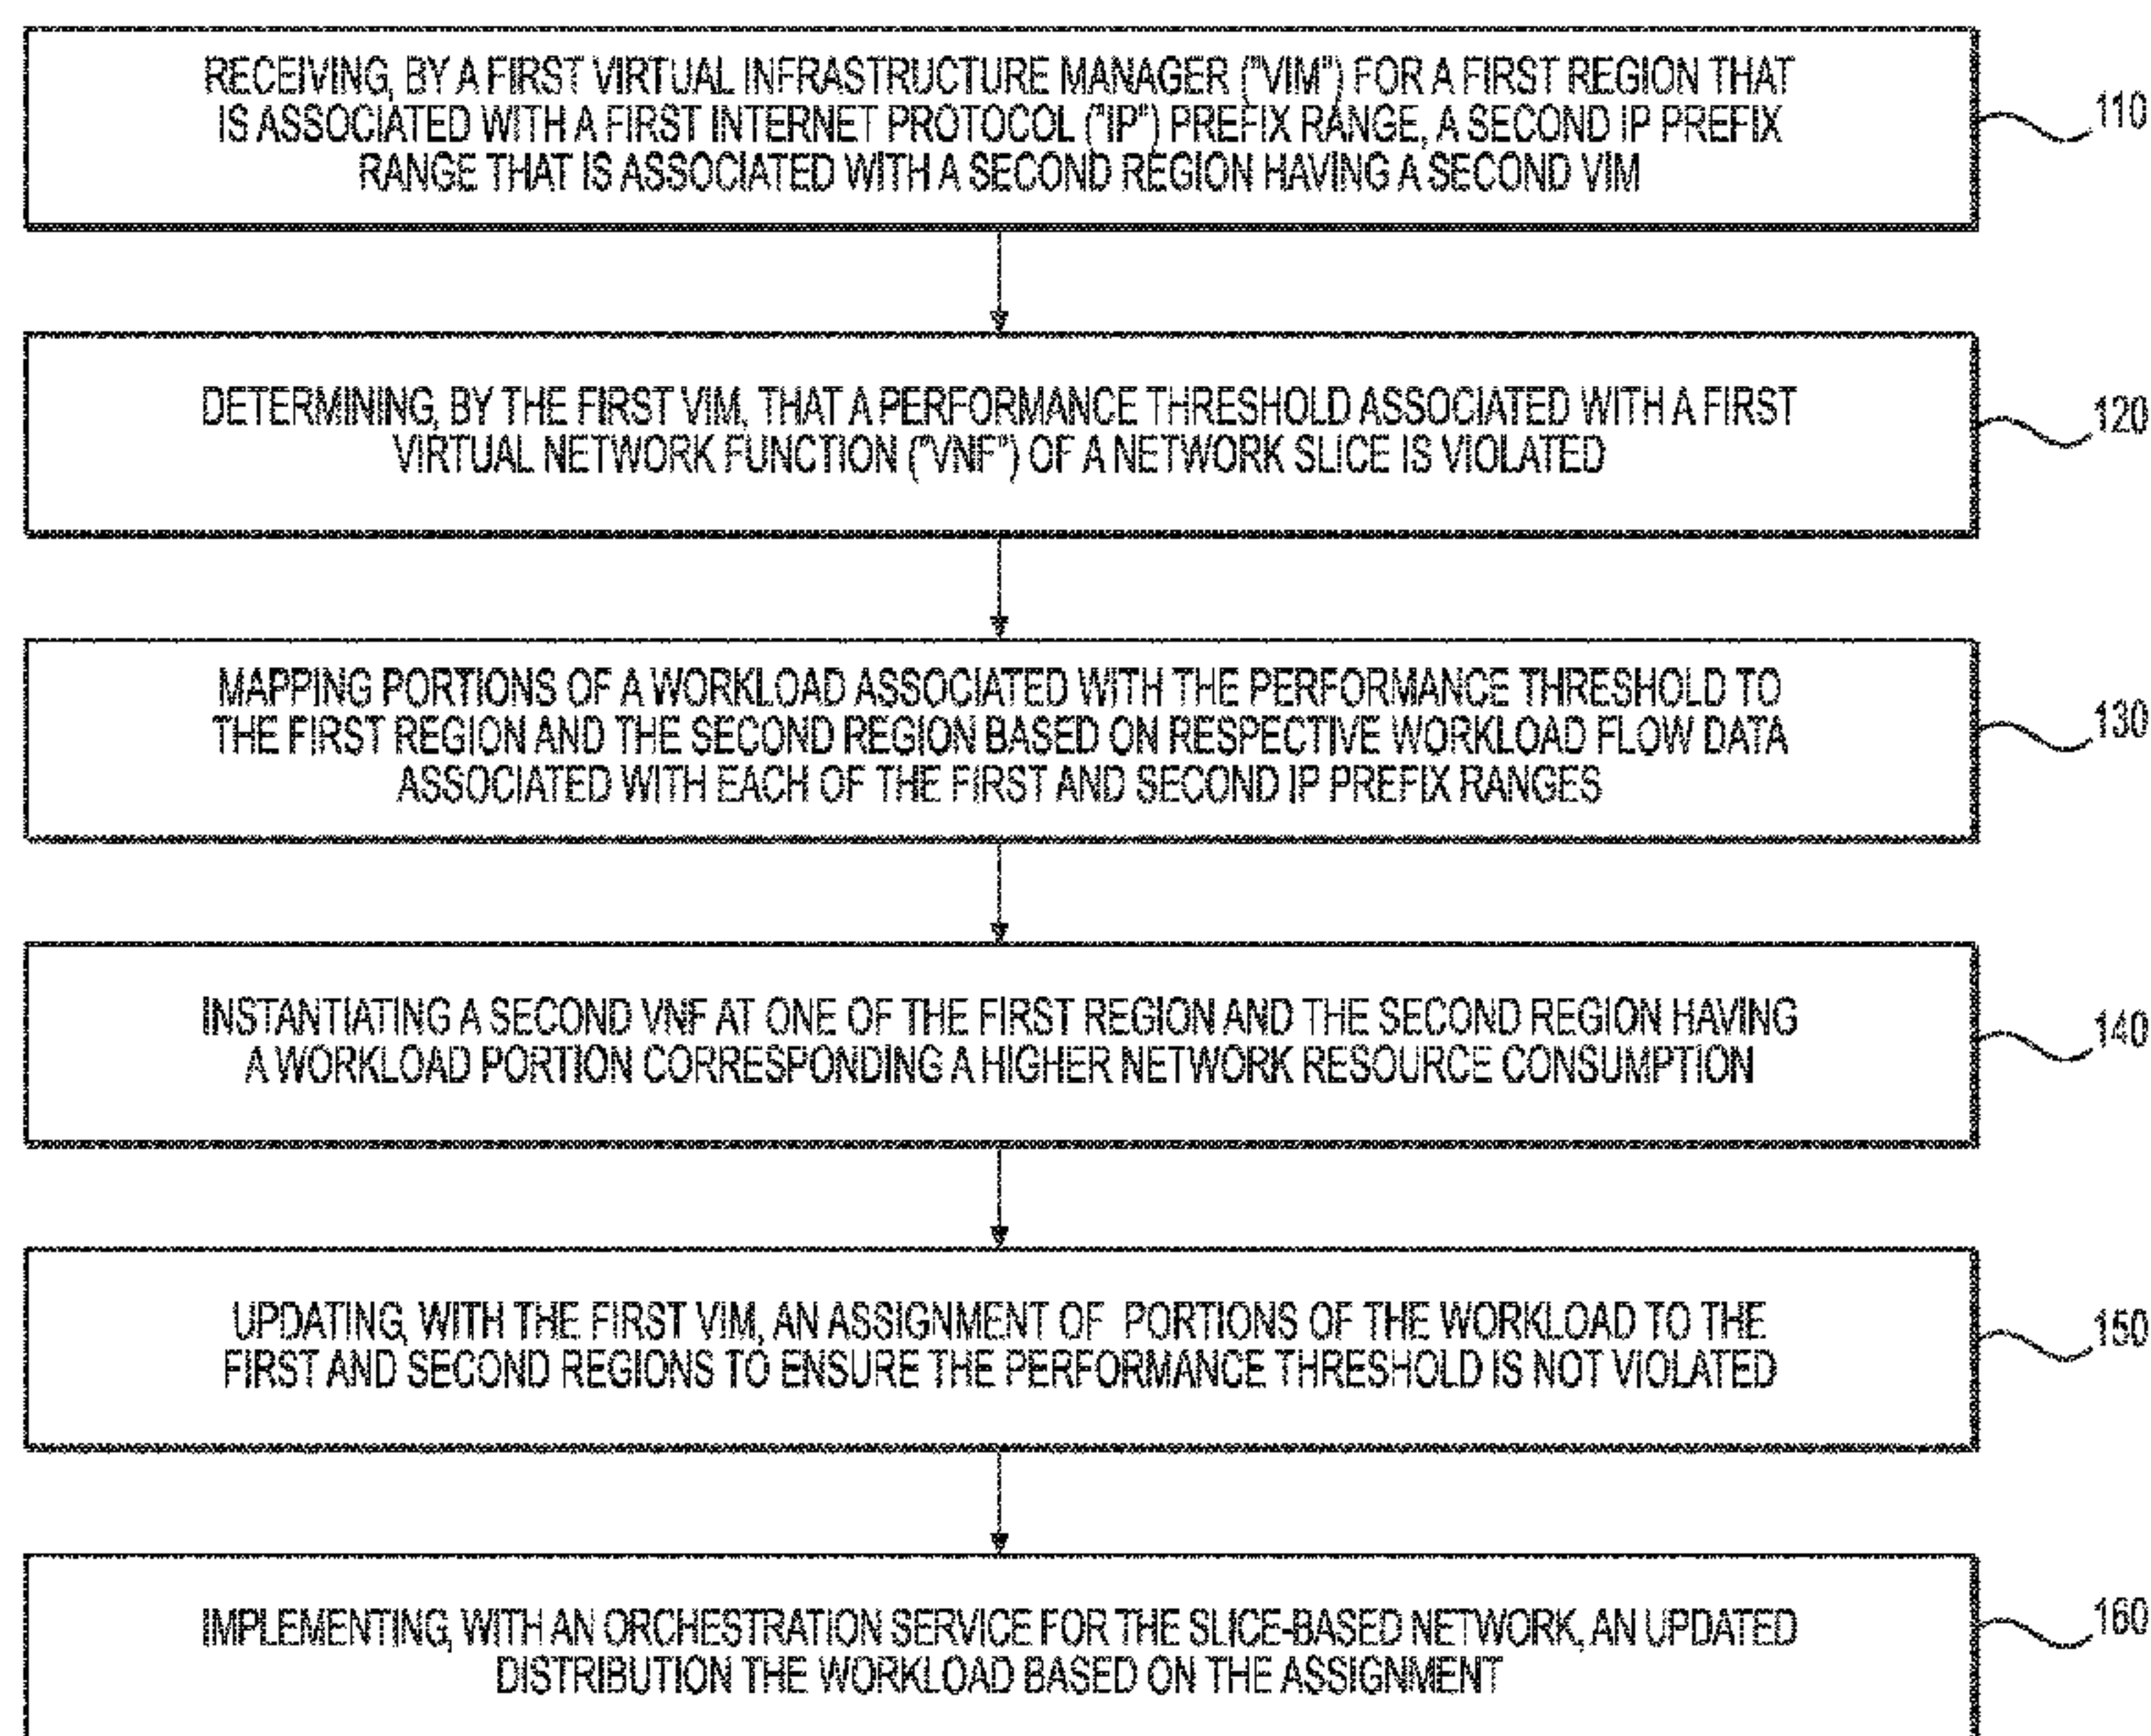 RECEIVING, BY A FIRST VIRTUAL INFRASTRUCTURE MANAGER ("VIM") FOR A FIRST REGION THAT
IS ASSOCIATED WITH A FIRST INTERNET PROTOCOL ("IP") PREFIX RANGE, A SECOND IP PREFIX
RANGE THAT IS ASSOCIATED WITH A SECOND REGION HAVING A SECOND VIM
110
DETERMINING, BY THE FIRST VIM, THAT A PERFORMANCE THRESHOLD ASSOCIATED WITH A FIRST
VIRTUAL NETWORK FUNCTION ("VNF") OF A NETWORK SLICE IS VIOLATED
120
MAPPING PORTIONS OF A WORKLOAD ASSOCIATED WITH THE PERFORMANCE THRESHOLD TO
THE FIRST REGION AND THE SECOND REGION BASED ON RESPECTIVE WORKLOAD FLOW DATA
ASSOCIATED WITH EACH OF THE FIRST AND SECOND IP PREFIX RANGES
130
INSTANTIATING A SECOND VNF AT ONE OF THE FIRST REGION AND THE SECOND REGION HAVING
A WORKLOAD PORTION CORRESPONDING A HIGHER NETWORK RESOURCE CONSUMPTION
140
UPDATING, WITH THE FIRST VIM, AN ASSIGNMENT OF PORTIONS OF THE WORKLOAD TO THE
FIRST AND SECOND REGIONS TO ENSURE THE PERFORMANCE THRESHOLD IS NOT VIOLATED
150
IMPLEMENTING, WITH AN ORCHESTRATION SERVICE FOR THE SLICE-BASED NETWORK, AN UPDATED
DISTRIBUTION THE WORKLOAD BASED ON THE ASSIGNMENT
160